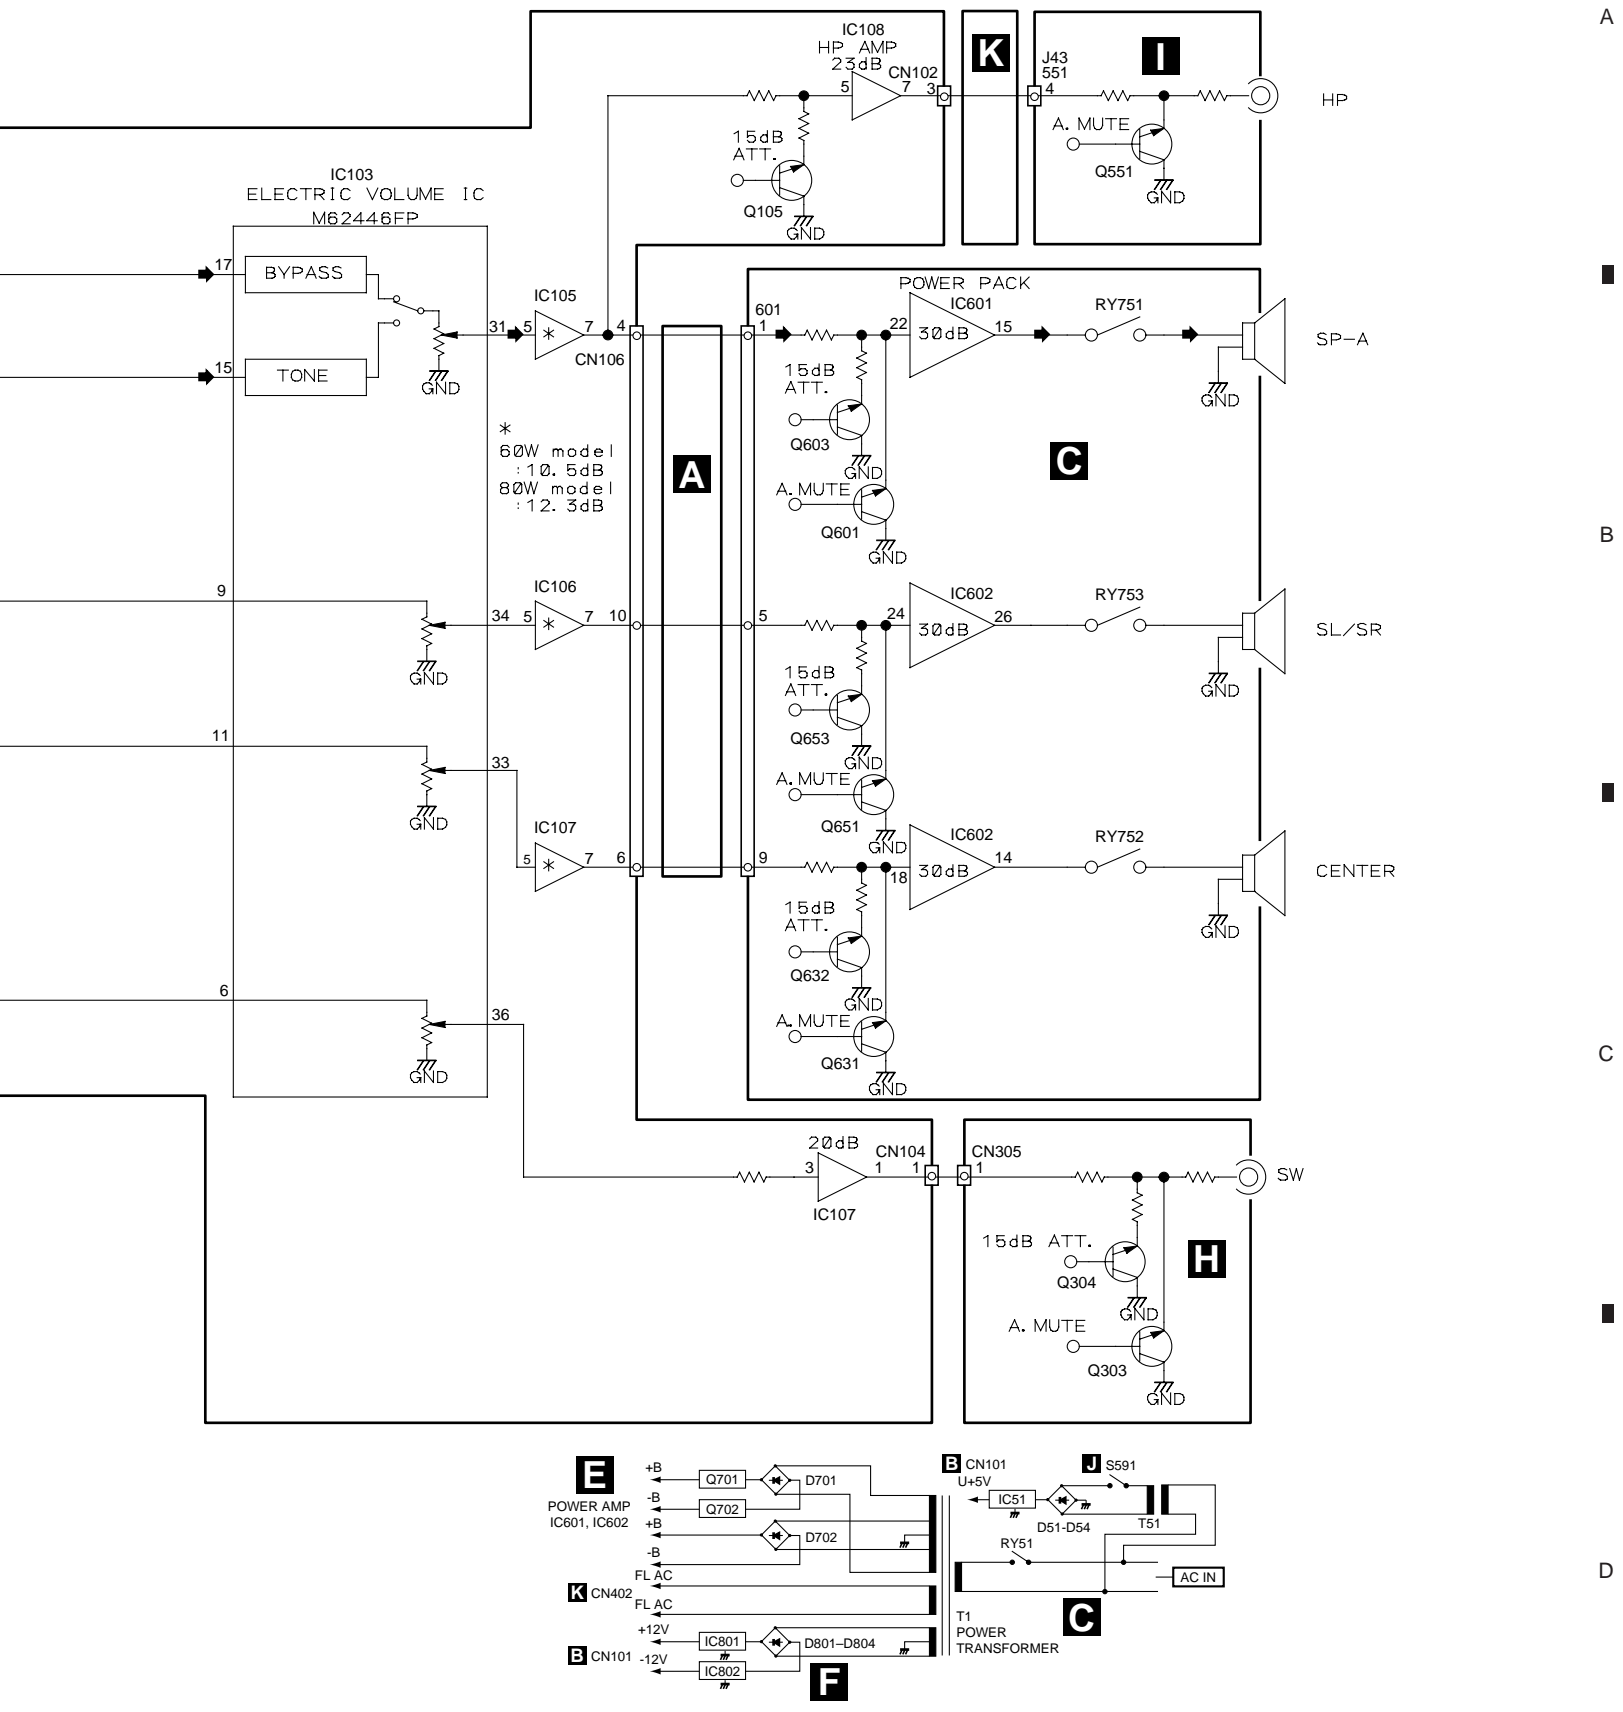 A
IC108
HP AMP
23dB
CN102
5
7
3
K
J43
551
4
I
HP
15dB
ATT.
Q105
GND
A. MUTE
Q551
GND
IC103
ELECTRIC VOLUME IC
M62446FP
17
BYPASS
15
TONE
GND
31
5
IC105
*
7
4
CN106
*
60W model
:10.5dB
80W model
:12.3dB
A
POWER PACK
601
1
22
IC601
30dB
15
RY751
SP-A
GND
15dB
ATT.
Q603
GND
A. MUTE
Q601
GND
C
B
9
34
5
IC106
*
7
10
5
24
IC602
30dB
26
RY753
SL/SR
GND
GND
15dB
ATT.
Q653
GND
A. MUTE
Q651
GND
11
33
GND
IC107
5
*
7
6
9
18
IC602
30dB
14
RY752
CENTER
GND
15dB
ATT.
Q632
GND
A. MUTE
Q631
GND
6
36
GND
C
20dB
3
1
IC107
CN104
1
CN305
1
SW
15dB ATT.
Q304
GND
H
A. MUTE
Q303
GND
E
POWER AMP
IC601, IC602
+B
Q701
D701
-B
Q702
+B
D702
-B
FL AC
K CN402
FL AC
+12V
IC801
D801–D804
B CN101
-12V
IC802
F
B CN101
U+5V
IC51
D51-D54
J S591
T51
RY51
AC IN
C
T1
POWER
TRANSFORMER
D